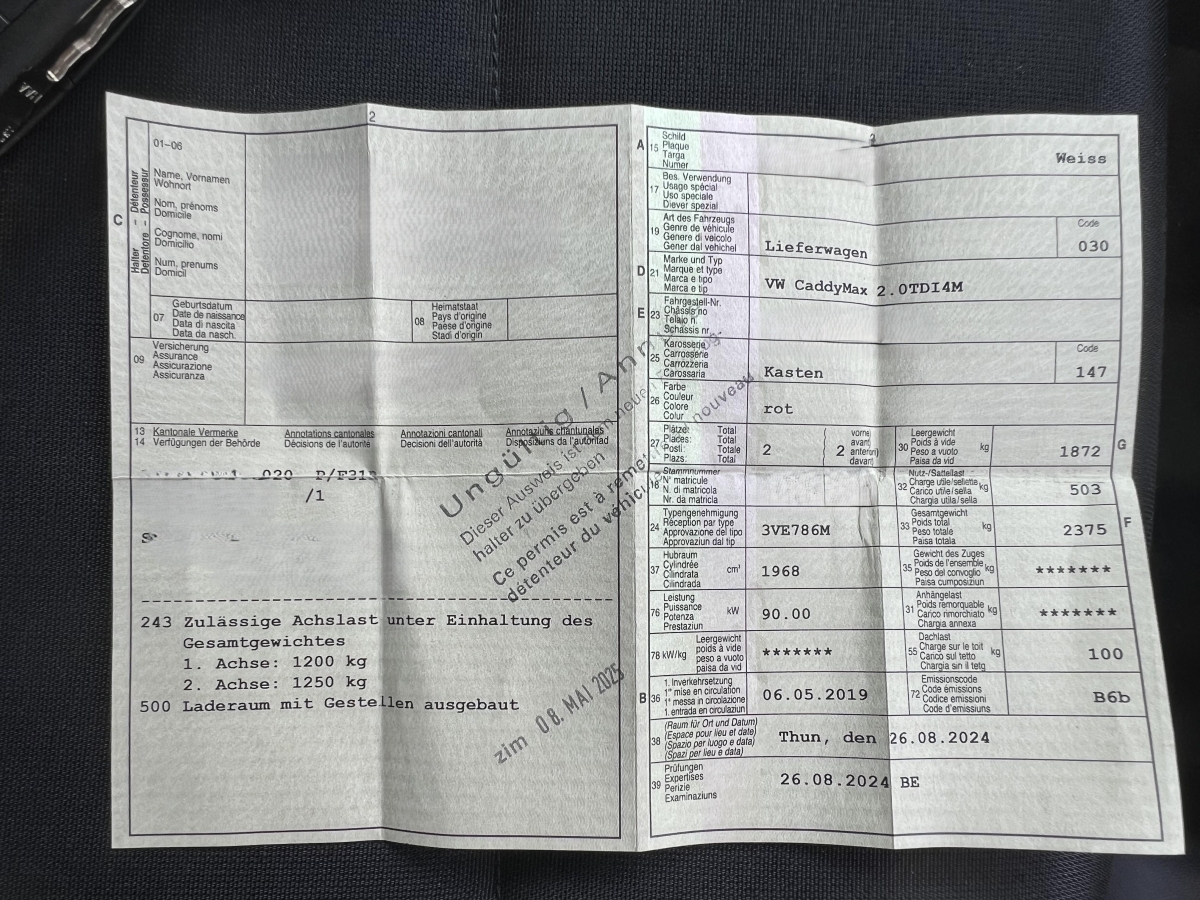 2
C
Halter - Détenteur
Detentore - Possessur
01–06
Name, Vornamen
Wohnort
Nom, prénoms
Domicile
Cognome, nomi
Domicilio
Num, prenums
Domicil
07
Geburtsdatum
Date de naissance
Data di nascita
Data da nasch.
08
Heimatstaat
Pays d'origine
Paese d'origine
Stadi d'origin
09
Versicherung
Assurance
Assicurazione
Assicuranza
13 Kantonale Vermerke
14 Verfügungen der Behörde
Annotations cantonales
Décisions de l'autorité
Annotazioni cantonali
Decisioni dell'autorità
Annotaziuns chantunalas
Disposiziuns da l'autoritad
/1
243 Zulässige Achslast unter Einhaltung des
Gesamtgewichtes
1. Achse: 1200 kg
2. Achse: 1250 kg
500 Laderaum mit Gestellen ausgebaut
Ungültig / Ann
Dieser Ausweis ist neuen
halter zu übergeben
Ce permis est à remet nouveau
détenteur du véhic
zim 08. MAI 2025
A 15
Schild
Plaque
Targa
Numer
Weiss
17
Bes. Verwendung
Usage spécial
Uso speciale
Diever spezial
19
Art des Fahrzeugs
Genre de véhicule
Genere di veicolo
Gener dal vehichel
Lieferwagen
Code
030
D 21
Marke und Typ
Marque et type
Marca e tipo
Marca e tip
VW CaddyMax 2.0TDI4M
E 23
Fahrgestell-Nr.
Châssis no
Telaio n.
Schassis nr.
25
Karosserie
Carrosserie
Carrozzeria
Carossaria
Kasten
Code
147
26
Farbe
Couleur
Colore
Colur
rot
27
Plätze: Total
Places: Total
Posti: Totale
Plazs: Total
2
2
vorne
avant
anteriori
davant
30
Leergewicht
Poids à vide
Peso a vuoto
Paisa da vid
kg
1872
G
18
Stammnummer
N° matricule
N. di matricola
Nr. da matricla
32
Nutz-/Sattellast
Charge utile/sellette
Carico utile/sella
Chargia utila/sella
kg
503
24
Typengenehmigung
Réception par type
Approvazione del tipo
Approvaziun dal tip
3VE786M
33
Gesamtgewicht
Poids total
Peso totale
Paisa totala
kg
2375
F
37
Hubraum
Cylindrée
Cilindrata
Cilindrada
cm³
1968
35
Gewicht des Zuges
Poids de l'ensemble
Peso del convoglio
Paisa cumposiziun
kg
*******
76
Leistung
Puissance
Potenza
Prestaziun
kW
90.00
31
Anhängelast
Poids remorquable
Carico rimorchiato
Chargia annexa
kg
*******
78 kW/kg
Leergewicht
poids à vide
peso a vuoto
paisa da vid
*******
55
Dachlast
Charge sur le toit
Carico sul tetto
Chargia sin il tetg
kg
100
B 36
1. Inverkehrsetzung
1re mise en circulation
1a messa in circolazione
1. entrada en circulaziun
06.05.2019
72
Emissionscode
Code émissions
Codice emissioni
Code d'emissiuns
B6b
38
(Raum für Ort und Datum)
(Espace pour lieu et date)
(Spazio per luogo e data)
(Spazi per lieu e data)
Thun, den 26.08.2024
39
Prüfungen
Expertises
Perizie
Examinaziuns
26.08.2024 BE